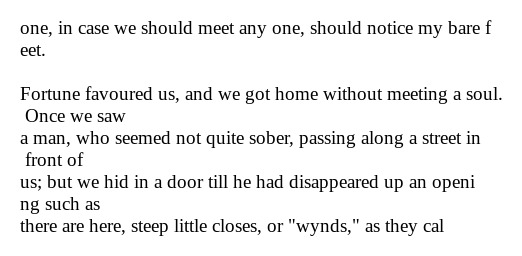 one, in case we should meet any one, should notice my bare f
eet.

Fortune favoured us, and we got home without meeting a soul.
 Once we saw
a man, who seemed not quite sober, passing along a street in
 front of
us; but we hid in a door till he had disappeared up an openi
ng such as
there are here, steep little closes, or "wynds," as they cal